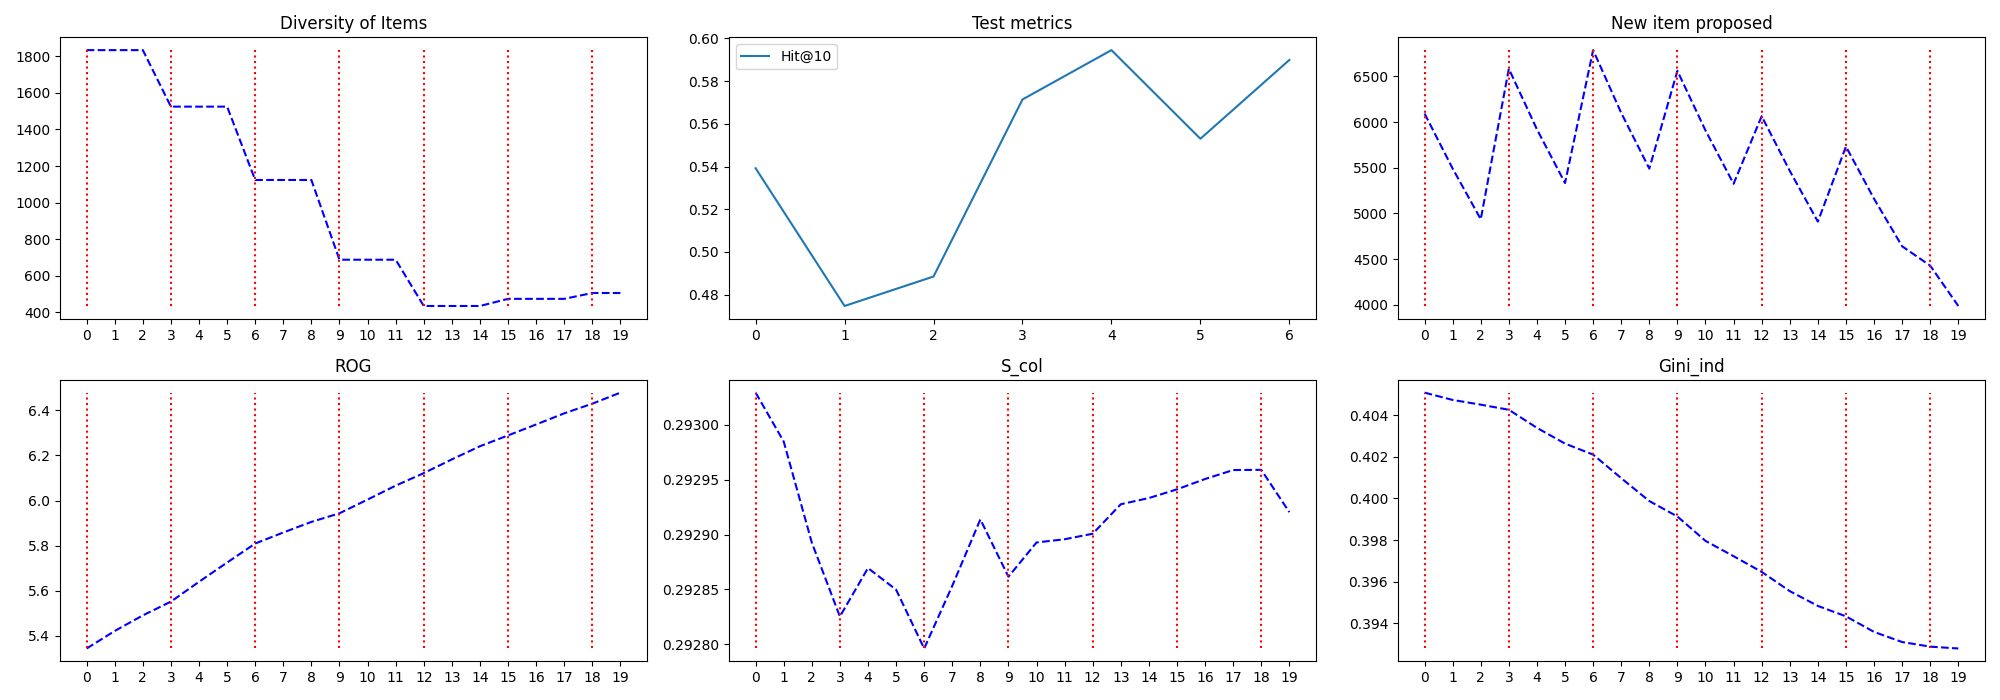 Diversity of Items
1800
1600
1400
1200
1000
800
600
400
0 1 2 3 4 5 6 7 8 9 10 11 12 13 14 15 16 17 18 19
Test metrics
Hit@10
0.60
0.58
0.56
0.54
0.52
0.50
0.48
0 1 2 3 4 5 6
New item proposed
6500
6000
5500
5000
4500
4000
0 1 2 3 4 5 6 7 8 9 10 11 12 13 14 15 16 17 18 19
ROG
6.4
6.2
6.0
5.8
5.6
5.4
0 1 2 3 4 5 6 7 8 9 10 11 12 13 14 15 16 17 18 19
S_col
0.29300
0.29295
0.29290
0.29285
0.29280
0 1 2 3 4 5 6 7 8 9 10 11 12 13 14 15 16 17 18 19
Gini_ind
0.404
0.402
0.400
0.398
0.396
0.394
0 1 2 3 4 5 6 7 8 9 10 11 12 13 14 15 16 17 18 19